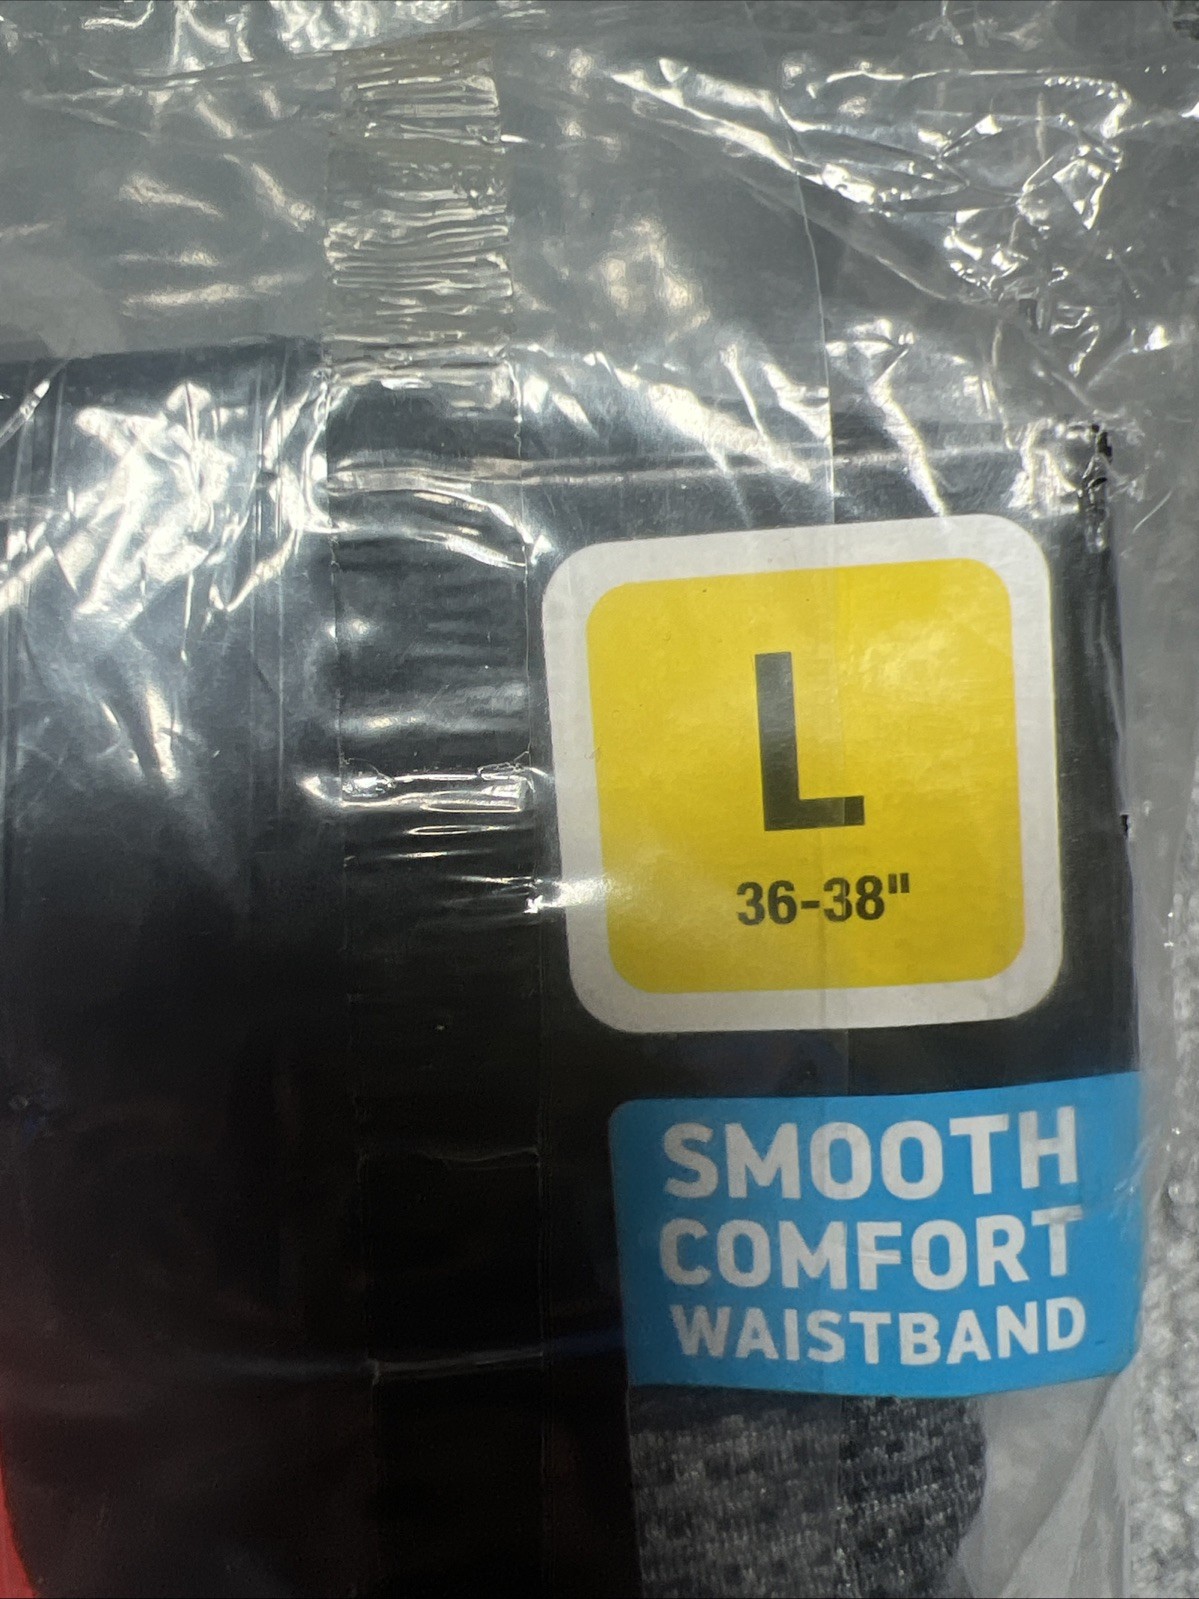 L
36-38"
SMOOTH
COMFORT
WAISTBAND